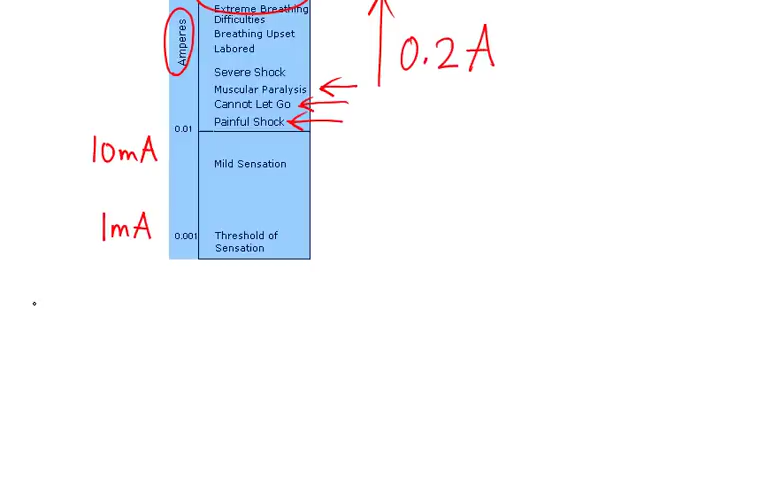 Extreme Breathing
Difficulties
Breathing Upset
Labored
Amperes
0.2A
Severe Shock
Muscular Paralysis
Cannot Let Go
Painful Shock
0.01
10mA
Mild Sensation
1mA
0.001
Threshold of
Sensation